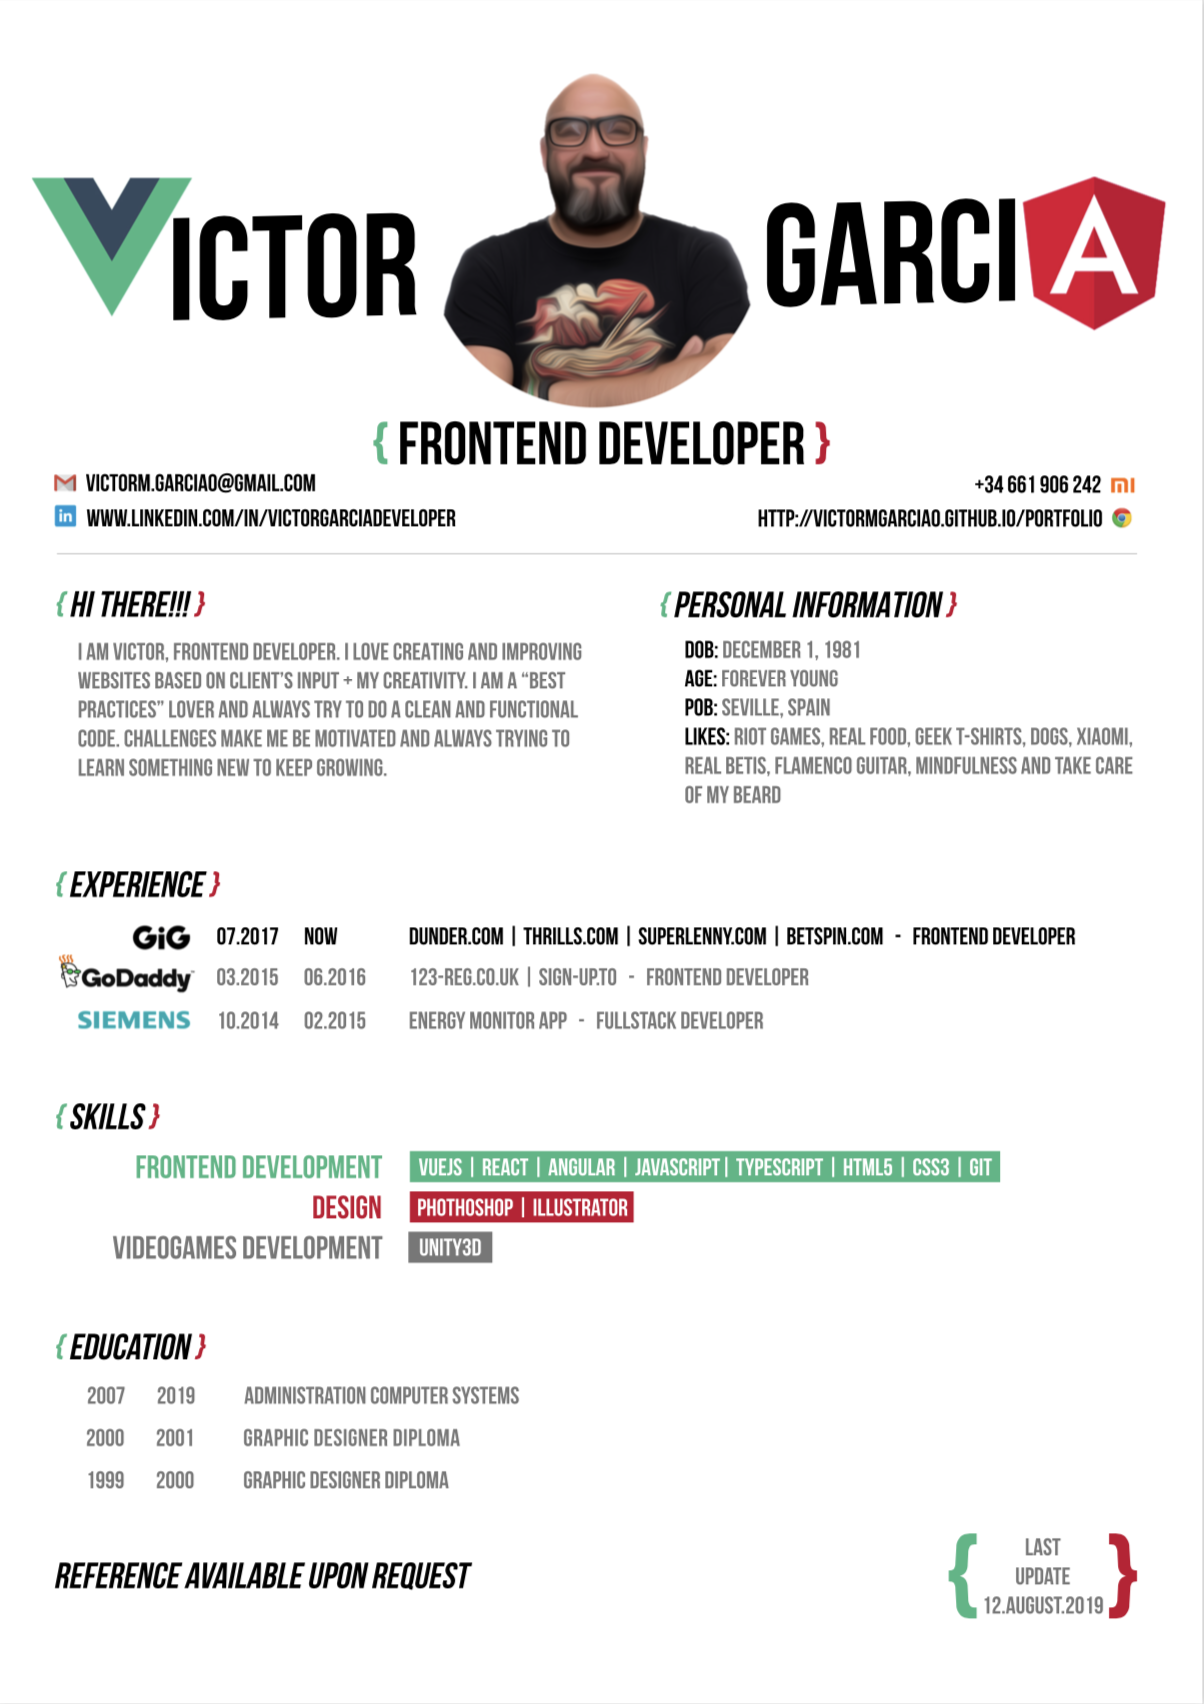 VICTOR GARCIA
{ FRONTEND DEVELOPER }
VICTORM.GARCIAO@GMAIL.COM
+34 661 906 242 MI
in WWW.LINKEDIN.COM/IN/VICTORGARCIADEVELOPER
HTTP://VICTORMGARCIAO.GITHUB.IO/PORTFOLIO
{ HI THERE!!! }
I AM VICTOR, FRONTEND DEVELOPER. I LOVE CREATING AND IMPROVING
WEBSITES BASED ON CLIENT'S INPUT + MY CREATIVITY. I AM A “BEST
PRACTICES” LOVER AND ALWAYS TRY TO DO A CLEAN AND FUNCTIONAL
CODE. CHALLENGES MAKE ME BE MOTIVATED AND ALWAYS TRYING TO
LEARN SOMETHING NEW TO KEEP GROWING.
{ PERSONAL INFORMATION }
DOB: DECEMBER 1, 1981
AGE: FOREVER YOUNG
POB: SEVILLE, SPAIN
LIKES: RIOT GAMES, REAL FOOD, GEEK T-SHIRTS, DOGS, XIAOMI,
REAL BETIS, FLAMENCO GUITAR, MINDFULNESS AND TAKE CARE
OF MY BEARD
{ EXPERIENCE }
GiG 07.2017 NOW DUNDER.COM | THRILLS.COM | SUPERLENNY.COM | BETSPIN.COM - FRONTEND DEVELOPER
GoDaddy 03.2015 06.2016 123-REG.CO.UK | SIGN-UP.TO - FRONTEND DEVELOPER
SIEMENS 10.2014 02.2015 ENERGY MONITOR APP - FULLSTACK DEVELOPER
{ SKILLS }
FRONTEND DEVELOPMENT VUEJS | REACT | ANGULAR | JAVASCRIPT | TYPESCRIPT | HTML5 | CSS3 | GIT
DESIGN PHOTHOSHOP | ILLUSTRATOR
VIDEOGAMES DEVELOPMENT UNITY3D
{ EDUCATION }
2007 2019 ADMINISTRATION COMPUTER SYSTEMS
2000 2001 GRAPHIC DESIGNER DIPLOMA
1999 2000 GRAPHIC DESIGNER DIPLOMA
REFERENCE AVAILABLE UPON REQUEST
{ LAST
UPDATE
12.AUGUST.2019 }